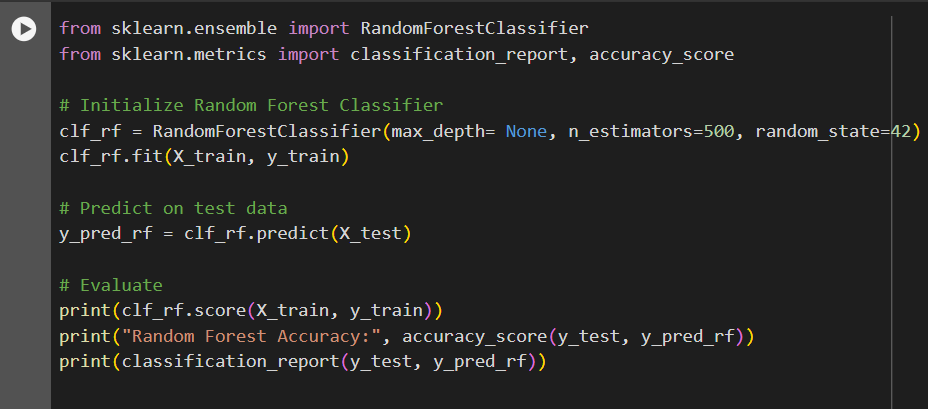 from sklearn.ensemble import RandomForestClassifier
from sklearn.metrics import classification_report, accuracy_score
# Initialize Random Forest Classifier
clf_rf = RandomForestClassifier(max_depth= None, n_estimators=500, random_state=42)
clf_rf.fit(X_train, y_train)
# Predict on test data
y_pred_rf = clf_rf.predict(X_test)
# Evaluate
print(clf_rf.score(X_train, y_train))
print("Random Forest Accuracy:", accuracy_score(y_test, y_pred_rf))
print(classification_report(y_test, y_pred_rf))